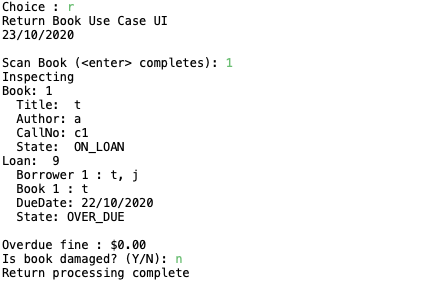 Choice : r
Return Book Use Case UI
23/10/2020

Scan Book (<enter> completes): 1
Inspecting
Book: 1
  Title:  t
  Author: a
  CallNo: c1
  State:  ON_LOAN
Loan:  9
  Borrower 1 : t, j
  Book 1 : t
  DueDate: 22/10/2020
  State: OVER_DUE

Overdue fine : $0.00
Is book damaged? (Y/N): n
Return processing complete